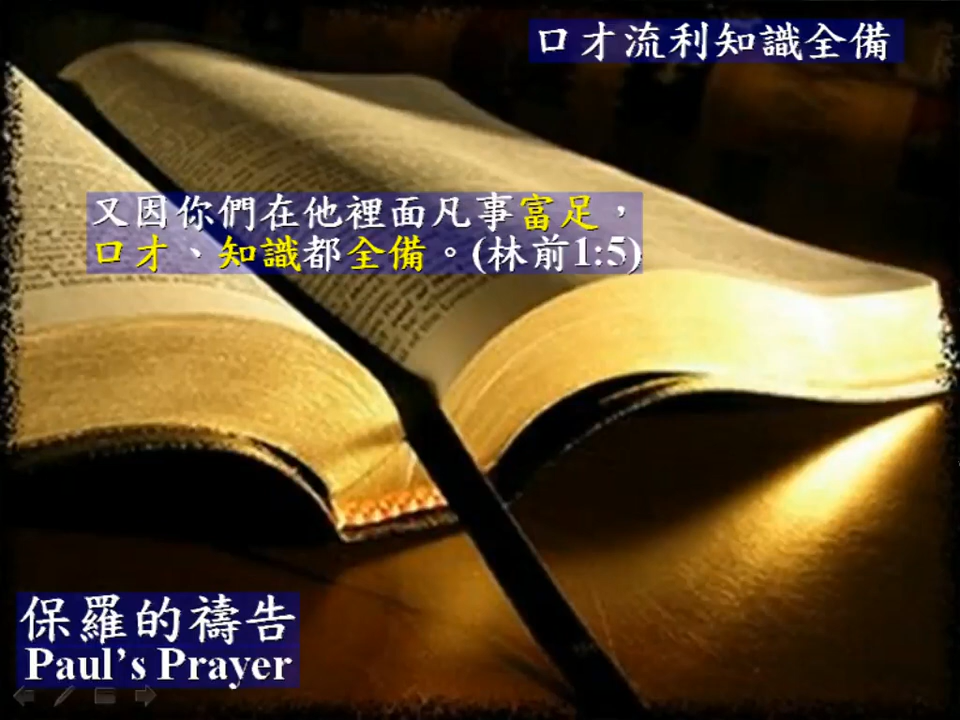 口才流利知識全備
又因你們在他裡面凡事富足，
口才、知識都全備。(林前1:5)
保羅的禱告
Paul's Prayer